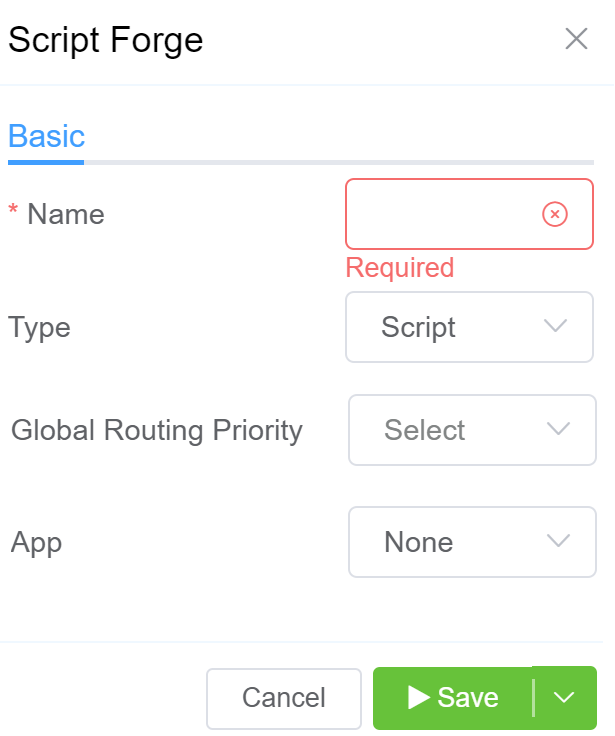 Script Forge
Basic
* Name
Required
Type
Script
Global Routing Priority
Select
App
None
Cancel
Save